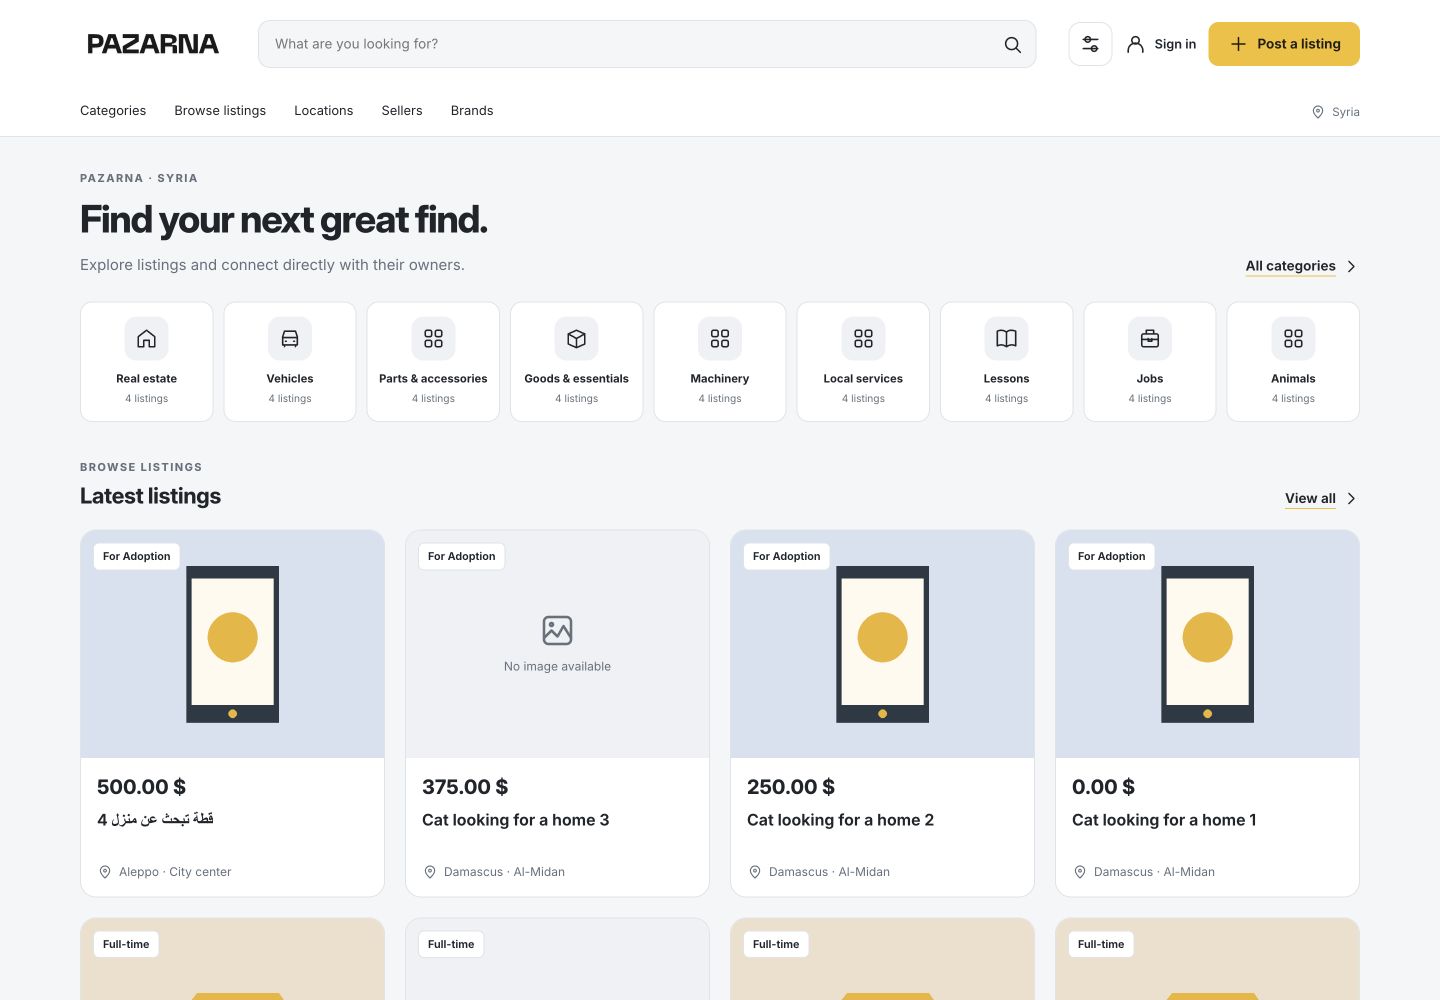 PAZARNA
What are you looking for?
Sign in
Post a listing
Categories
Browse listings
Locations
Sellers
Brands
Syria
PAZARNA · SYRIA
Find your next great find.
Explore listings and connect directly with their owners.
All categories
Real estate
4 listings
Vehicles
4 listings
Parts & accessories
4 listings
Goods & essentials
4 listings
Machinery
4 listings
Local services
4 listings
Lessons
4 listings
Jobs
4 listings
Animals
4 listings
BROWSE LISTINGS
Latest listings
View all
For Adoption
500.00 $
قطة تبحث عن منزل 4
Aleppo · City center
For Adoption
No image available
375.00 $
Cat looking for a home 3
Damascus · Al-Midan
For Adoption
250.00 $
Cat looking for a home 2
Damascus · Al-Midan
For Adoption
0.00 $
Cat looking for a home 1
Damascus · Al-Midan
Full-time
Full-time
Full-time
Full-time